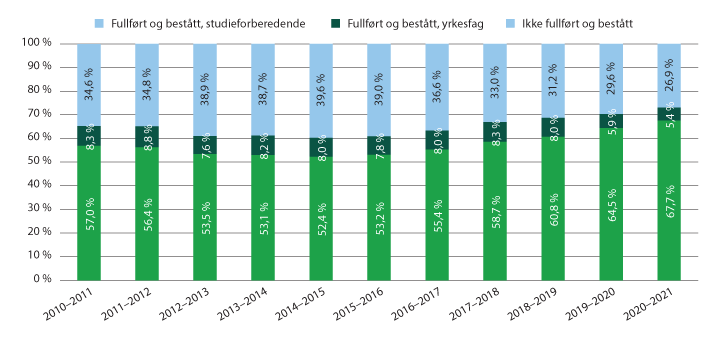 Fullført og bestått, studieforberedende Fullført og bestått, yrkesfag Ikke fullført og bestått
100 %
90 %
80 %
70 %
60 %
50 %
40 %
30 %
20 %
10 %
0 %
34,6 % 34,8 % 38,9 % 38,7 % 39,6 % 39,0 % 36,6 % 33,0 % 31,2 % 29,6 % 26,9 %
8,3 % 8,8 % 7,6 % 8,2 % 8,0 % 7,8 % 8,0 % 8,3 % 8,0 % 5,9 % 5,4 %
57,0 % 56,4 % 53,5 % 53,1 % 52,4 % 53,2 % 55,4 % 58,7 % 60,8 % 64,5 % 67,7 %
2010–2011 2011–2012 2012–2013 2013–2014 2014–2015 2015–2016 2016–2017 2017–2018 2018–2019 2019–2020 2020–2021